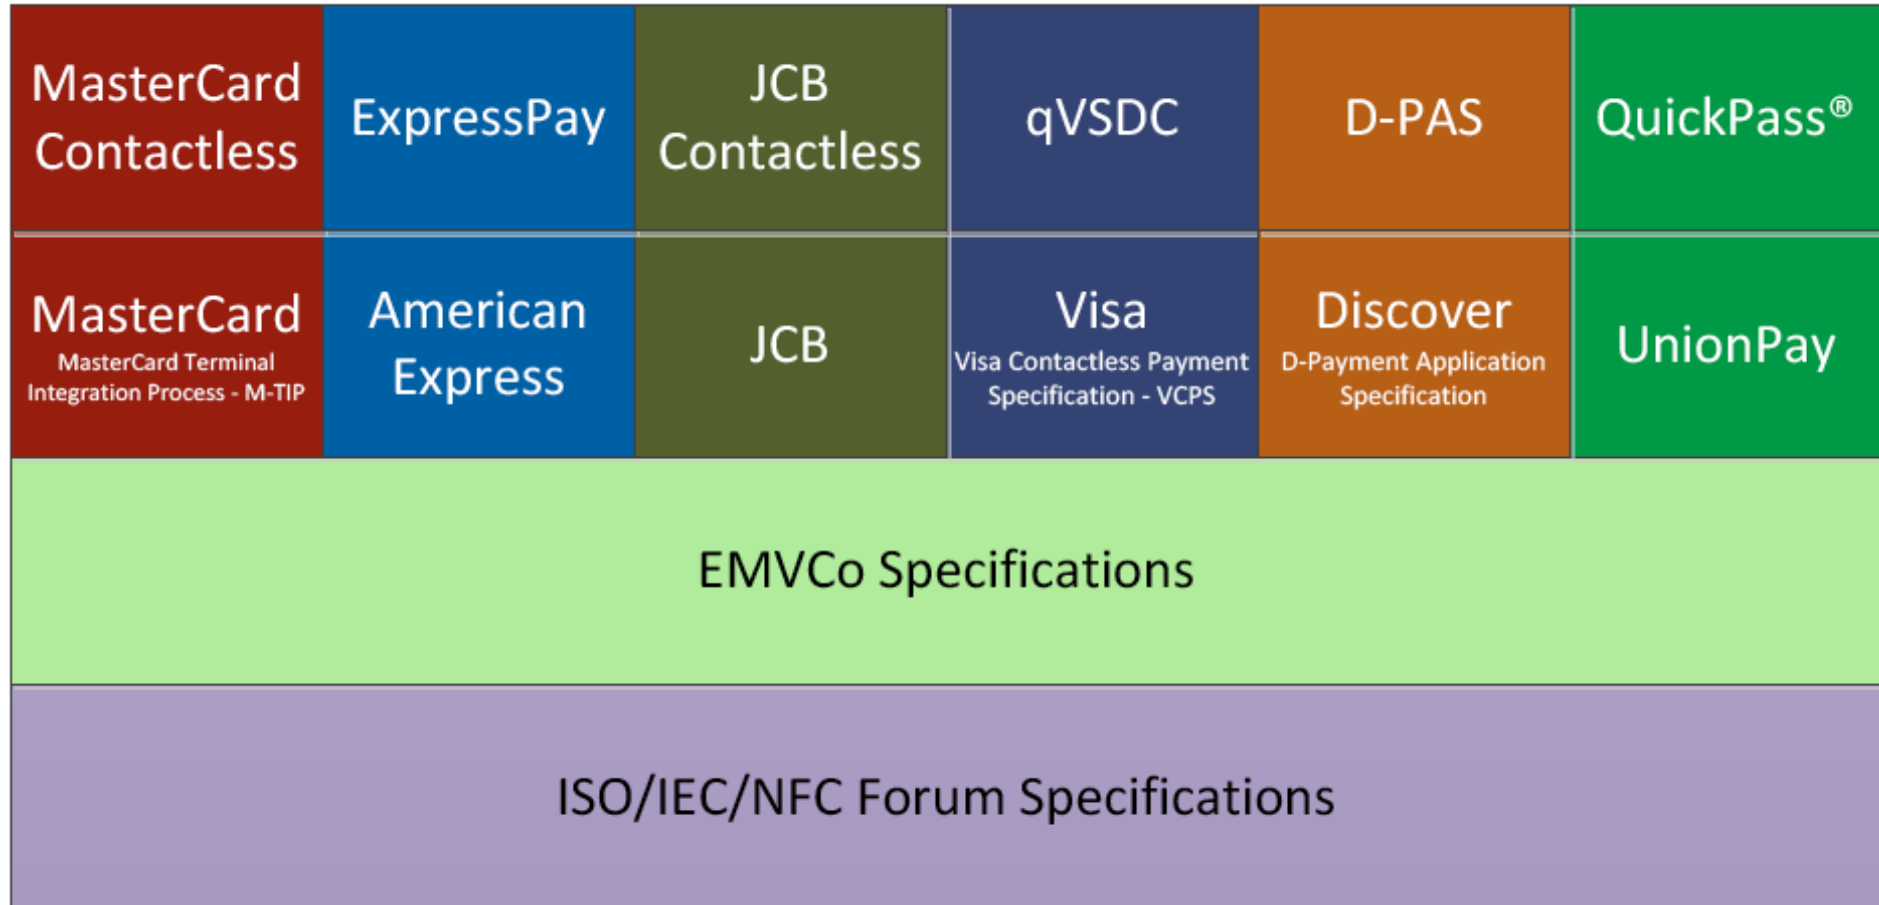 MasterCard
Contactless
ExpressPay
JCB
Contactless
qVSDC
D-PAS
QuickPass®
MasterCard
MasterCard Terminal
Integration Process - M-TIP
American
Express
JCB
Visa
Visa Contactless Payment
Specification - VCPS
Discover
D-Payment Application
Specification
UnionPay
EMVCo Specifications
ISO/IEC/NFC Forum Specifications